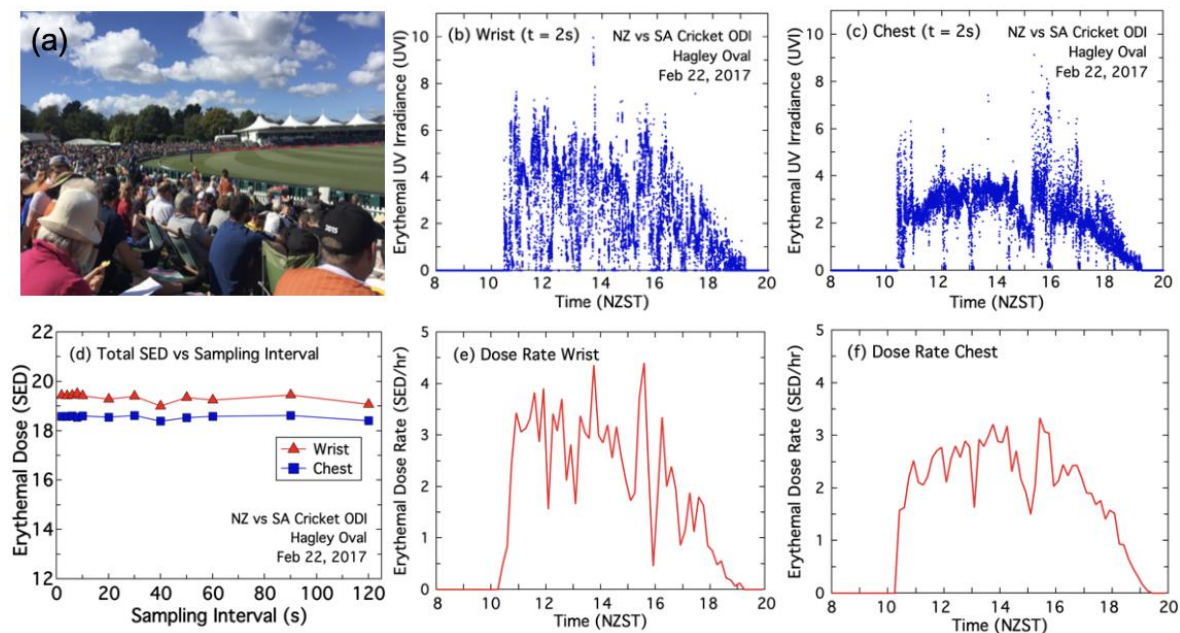 (a)
2015
(b) Wrist (t = 2s)
NZ vs SA Cricket ODI
Hagley Oval
Feb 22, 2017
Erythemal UV Irradiance (UVI)
10
8
6
4
2
0
8 10 12 14 16 18 20
Time (NZST)
(c) Chest (t = 2s)
NZ vs SA Cricket ODI
Hagley Oval
Feb 22, 2017
Erythemal UV Irradiance (UVI)
10
8
6
4
2
0
8 10 12 14 16 18 20
Time (NZST)
(d) Total SED vs Sampling Interval
Erythemal Dose (SED)
22
20
18
16
14
12
Wrist
Chest
NZ vs SA Cricket ODI
Hagley Oval
Feb 22, 2017
0 20 40 60 80 100 120
Sampling Interval (s)
(e) Dose Rate Wrist
Erythemal Dose Rate (SED/hr)
5
4
3
2
1
0
8 10 12 14 16 18 20
Time (NZST)
(f) Dose Rate Chest
Erythemal Dose Rate (SED/hr)
5
4
3
2
1
0
8 10 12 14 16 18 20
Time (NZST)